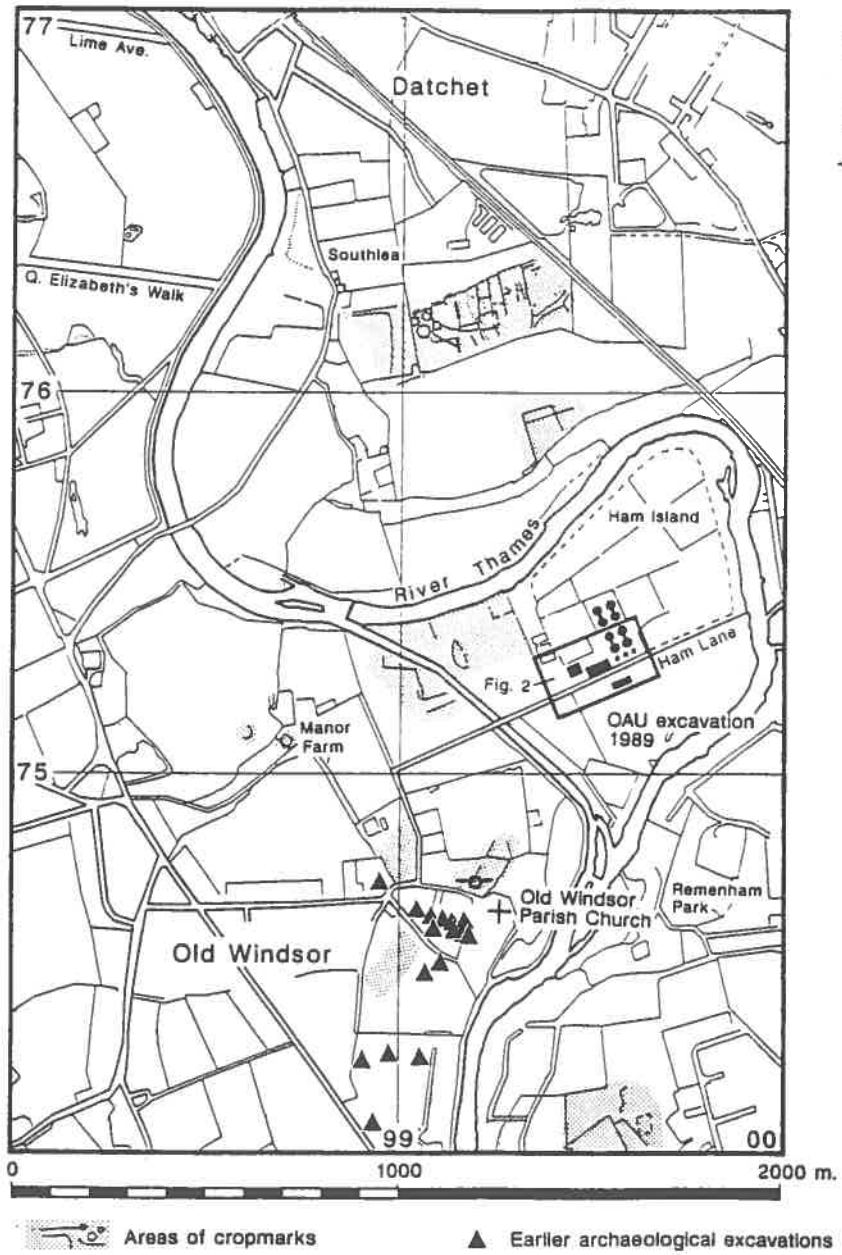 77
Lime Ave.
Datchet
Southlea
Q. Elizabeth's Walk
76
Ham Island
River Thames
Ham Lane
Fig. 2
OAU excavation
1989
Manor
Farm
75
Old Windsor
Parish Church
Remenham
Park
Old Windsor
99
00
0
1000
2000 m.
Areas of cropmarks
Earlier archaeological excavations